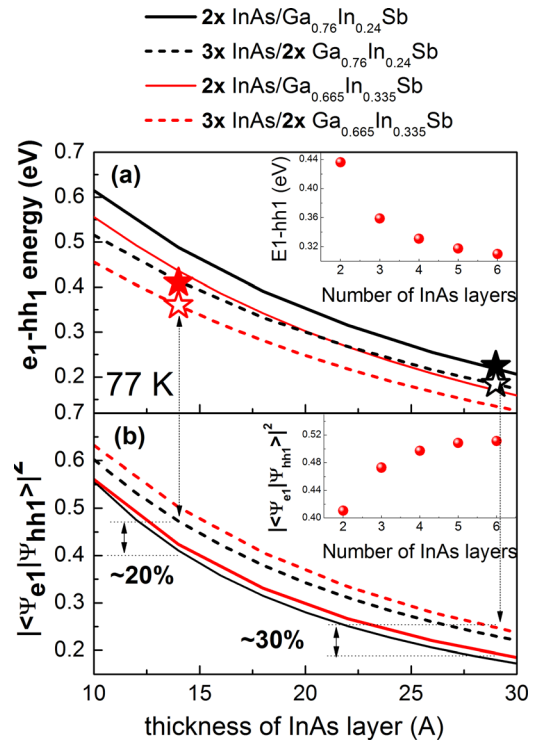 2x InAs/Ga0.76In0.24Sb
3x InAs/2x Ga0.76In0.24Sb
2x InAs/Ga0.665In0.335Sb
3x InAs/2x Ga0.665In0.335Sb
0.7
0.6
0.5
0.4
0.3
0.2
e1-hh1 energy (eV)
(a)
77 K
0.44
0.40
0.36
0.32
E1-hh1 (eV)
2 3 4 5 6
Number of InAs layers
0.7
0.6
0.5
0.4
0.3
0.2
|<Ψe1|Ψhh1>|²
(b)
~20%
~30%
0.52
0.48
0.44
0.40
|<Ψe1|Ψhh1>|²
2 3 4 5 6
Number of InAs layers
10 15 20 25 30
thickness of InAs layer (A)